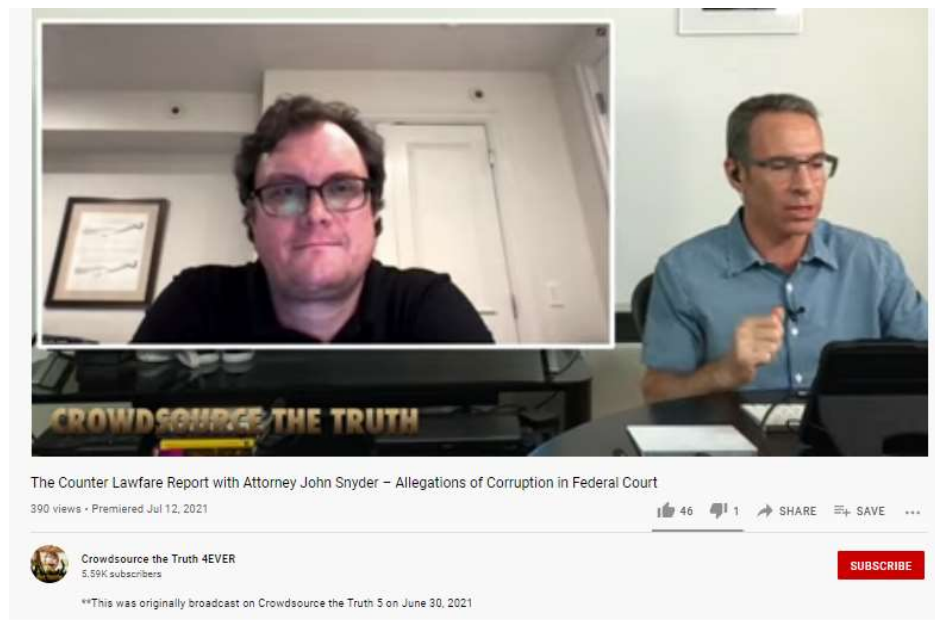 CROWDSOURCE THE TRUTH
The Counter Lawfare Report with Attorney John Snyder – Allegations of Corruption in Federal Court
390 views • Premiered Jul 12, 2021
46 1 SHARE SAVE ...
Crowdsource the Truth 4EVER
5.59K subscribers
SUBSCRIBE
**This was originally broadcast on Crowdsource the Truth 5 on June 30, 2021